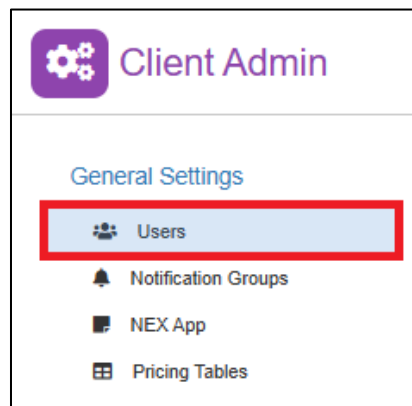 Client Admin
General Settings
Users
Notification Groups
NEX App
Pricing Tables